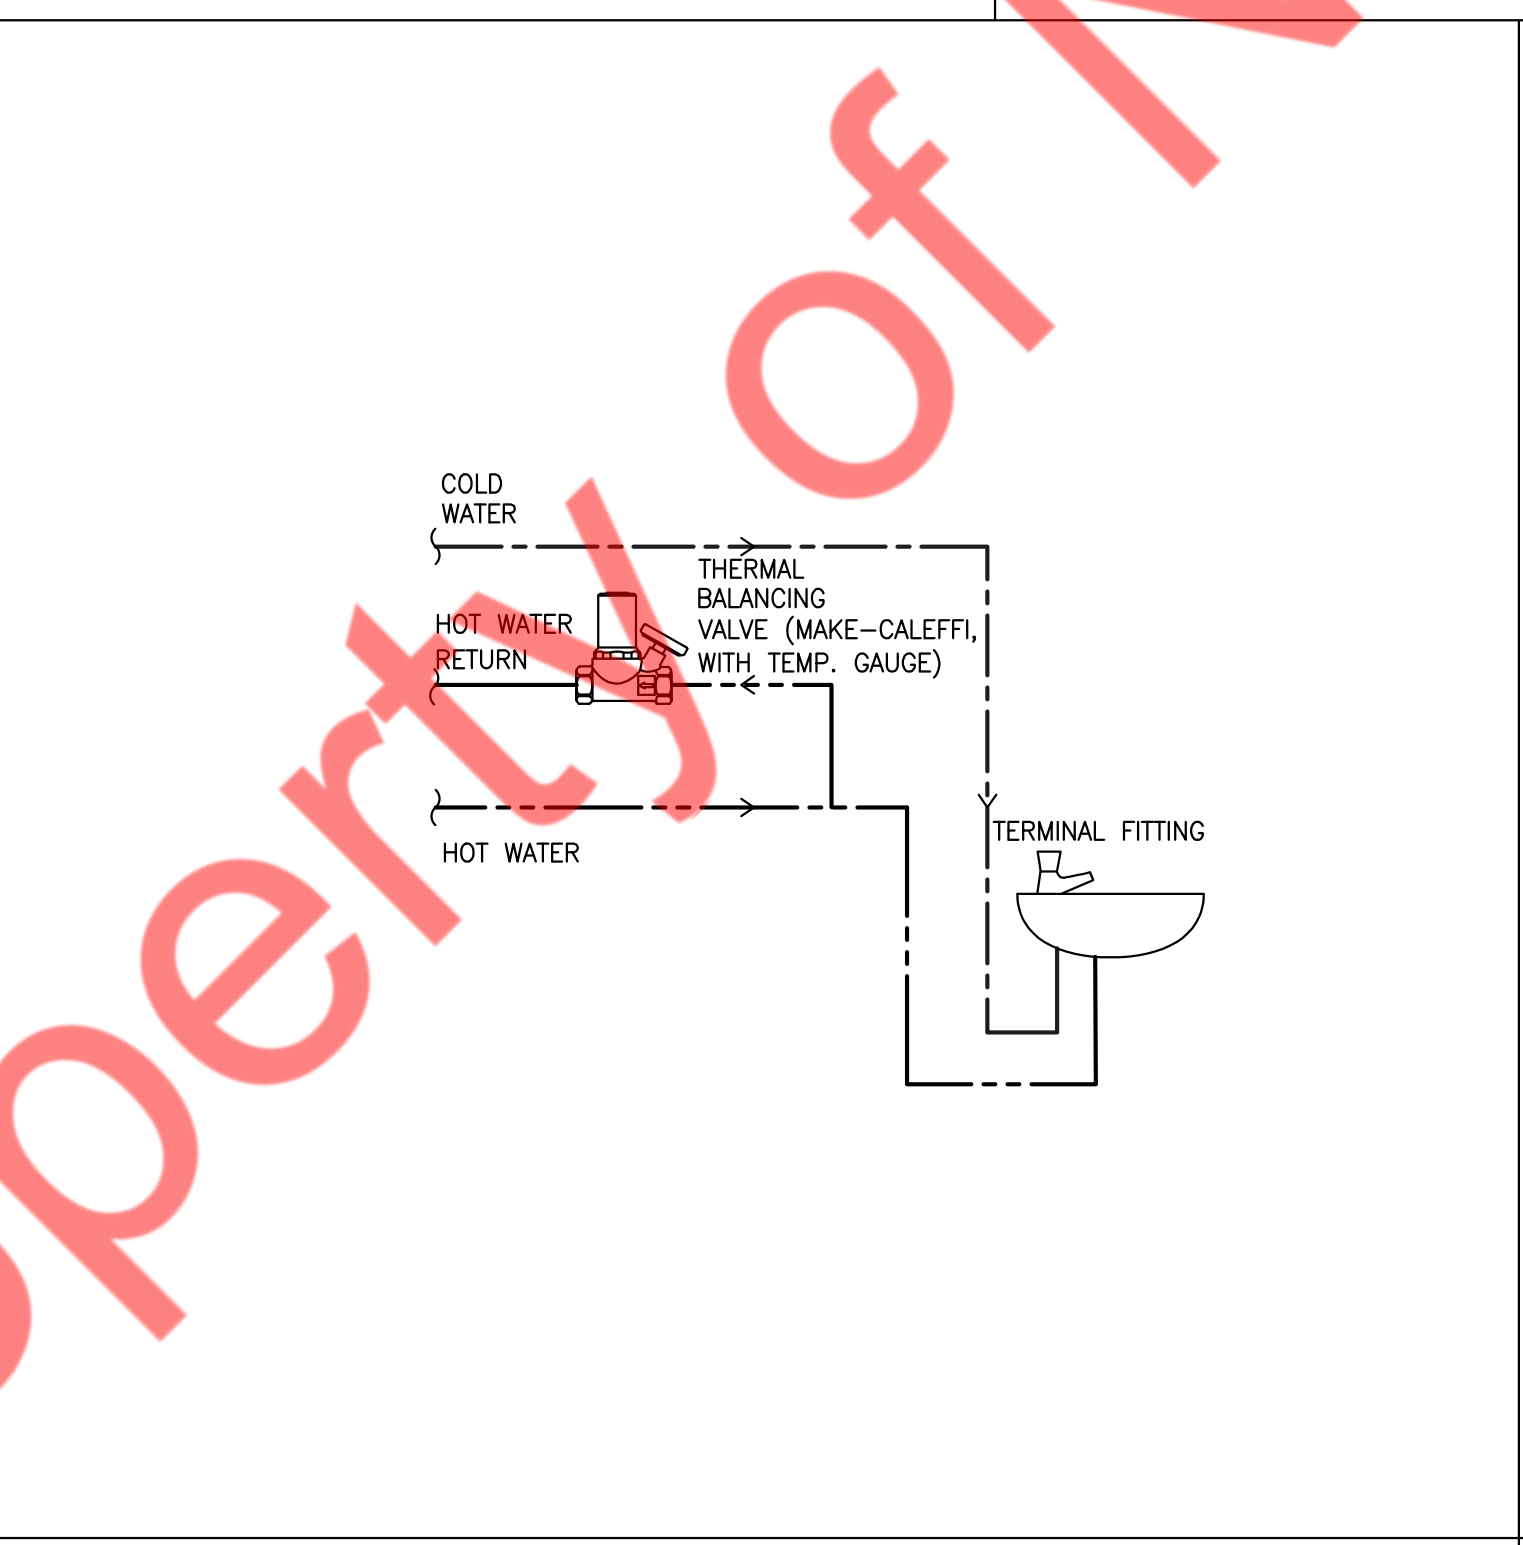 COLD
WATER
THERMAL
BALANCING
VALVE (MAKE-CALEFFI,
WITH TEMP. GAUGE)
HOT WATER
RETURN
HOT WATER
TERMINAL FITTING
perty of